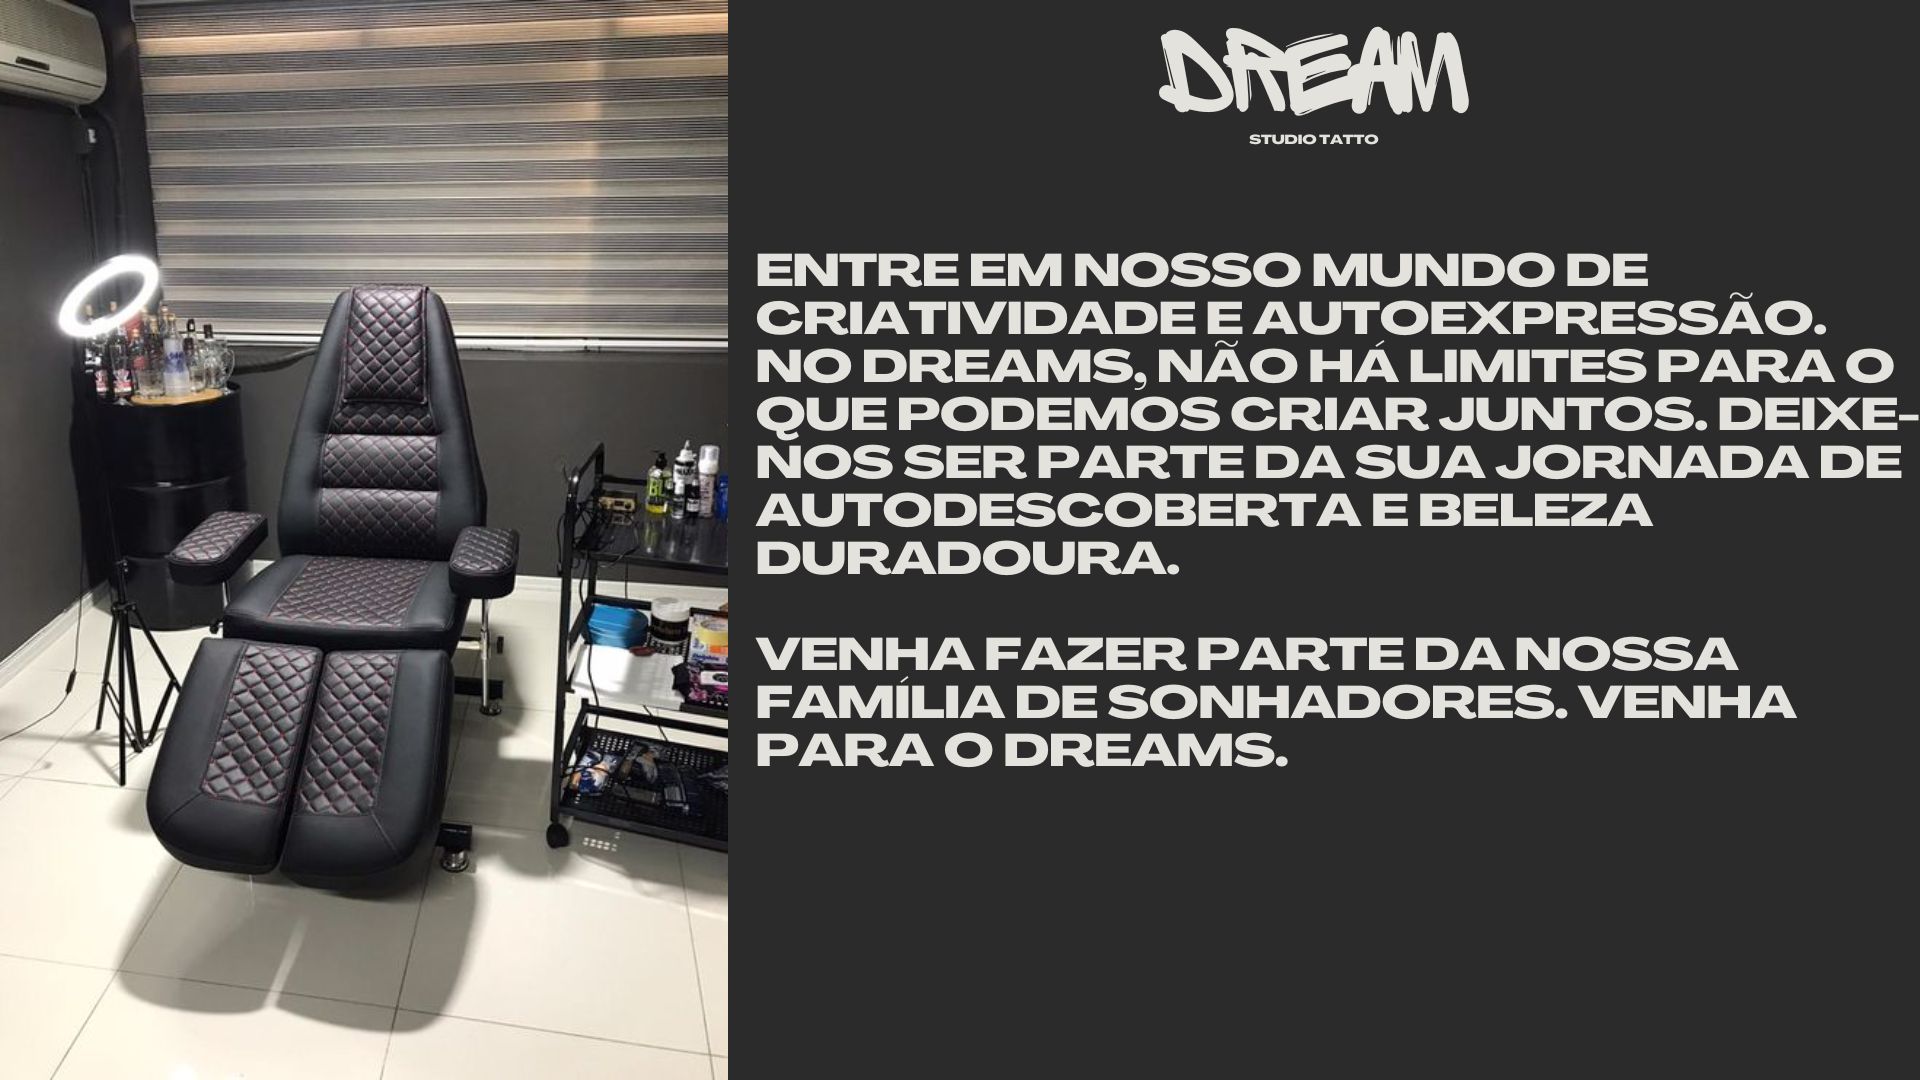 DREAM
STUDIO TATTO
ENTRE EM NOSSO MUNDO DE
CRIATIVIDADE E AUTOEXPRESSÃO.
NO DREAMS, NÃO HÁ LIMITES PARA O
QUE PODEMOS CRIAR JUNTOS. DEIXE-
NOS SER PARTE DA SUA JORNADA DE
AUTODESCOBERTA E BELEZA
DURADOURA.
VENHA FAZER PARTE DA NOSSA
FAMÍLIA DE SONHADORES. VENHA
PARA O DREAMS.